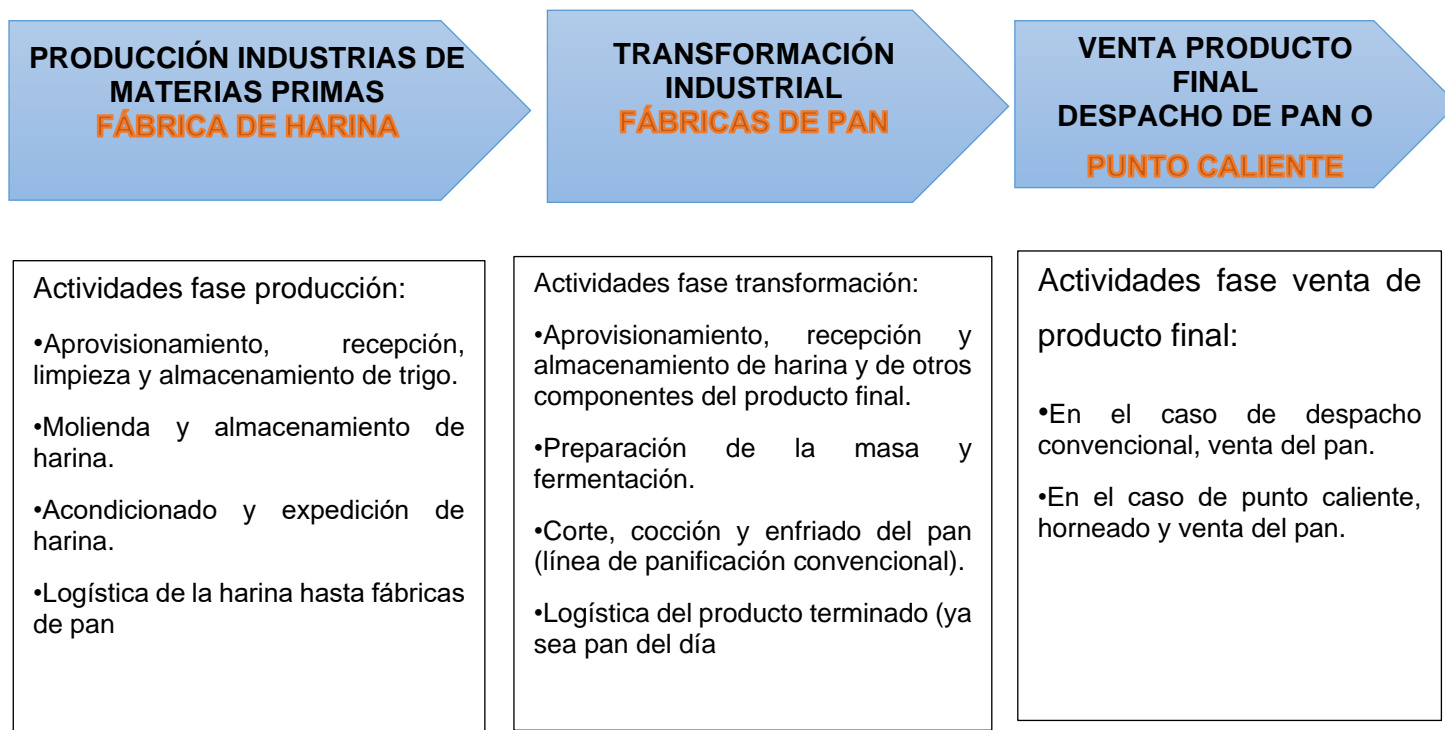 PRODUCCIÓN INDUSTRIAS DE
MATERIAS PRIMAS
FÁBRICA DE HARINA
TRANSFORMACIÓN
INDUSTRIAL
FÁBRICAS DE PAN
VENTA PRODUCTO
FINAL
DESPACHO DE PAN O
PUNTO CALIENTE
Actividades fase producción:
•Aprovisionamiento, recepción,
limpieza y almacenamiento de trigo.
•Molienda y almacenamiento de
harina.
•Acondicionado y expedición de
harina.
•Logística de la harina hasta fábricas
de pan
Actividades fase transformación:
•Aprovisionamiento, recepción y
almacenamiento de harina y de otros
componentes del producto final.
•Preparación de la masa y
fermentación.
•Corte, cocción y enfriado del pan
(línea de panificación convencional).
•Logística del producto terminado (ya
sea pan del día
Actividades fase venta de
producto final:
•En el caso de despacho
convencional, venta del pan.
•En el caso de punto caliente,
horneado y venta del pan.